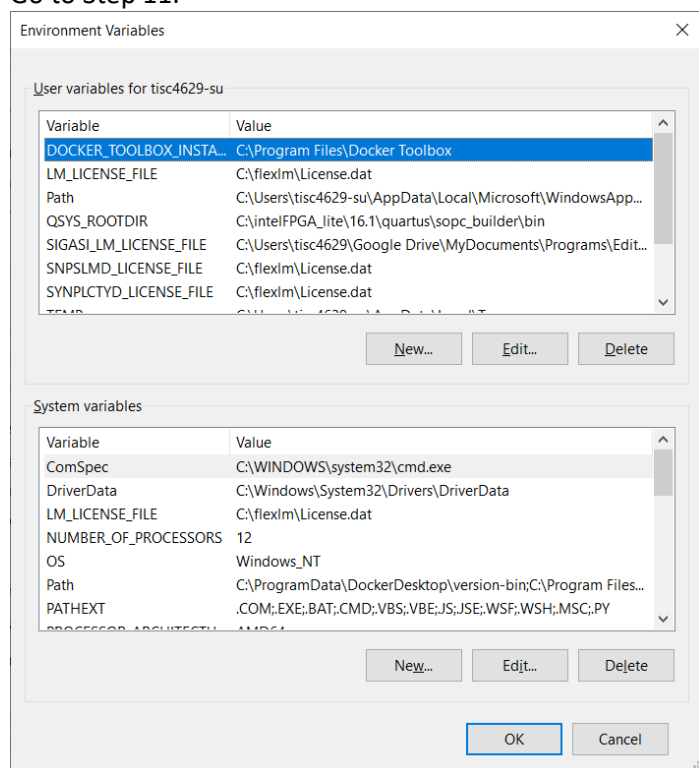 Go to Step 11.
Environment Variables
User variables for tisc4629-su
Variable Value
DOCKER_TOOLBOX_INSTA... C:\Program Files\Docker Toolbox
LM_LICENSE_FILE C:\flexlm\License.dat
Path C:\Users\tisc4629-su\AppData\Local\Microsoft\WindowsApp...
QSYS_ROOTDIR C:\intelFPGA_lite\16.1\quartus\sopc_builder\bin
SIGASI_LM_LICENSE_FILE C:\Users\tisc4629\Google Drive\MyDocuments\Programs\Edit...
SNPSLMD_LICENSE_FILE C:\flexlm\License.dat
SYNPLCTYD_LICENSE_FILE C:\flexlm\License.dat
New... Edit... Delete
System variables
Variable Value
ComSpec C:\WINDOWS\system32\cmd.exe
DriverData C:\Windows\System32\Drivers\DriverData
LM_LICENSE_FILE C:\flexlm\License.dat
NUMBER_OF_PROCESSORS 12
OS Windows_NT
Path C:\ProgramData\DockerDesktop\version-bin;C:\Program Files...
PATHEXT .COM;.EXE;.BAT;.CMD;.VBS;.VBE;.JS;.JSE;.WSF;.WSH;.MSC;.PY
New... Edit... Delete
OK Cancel